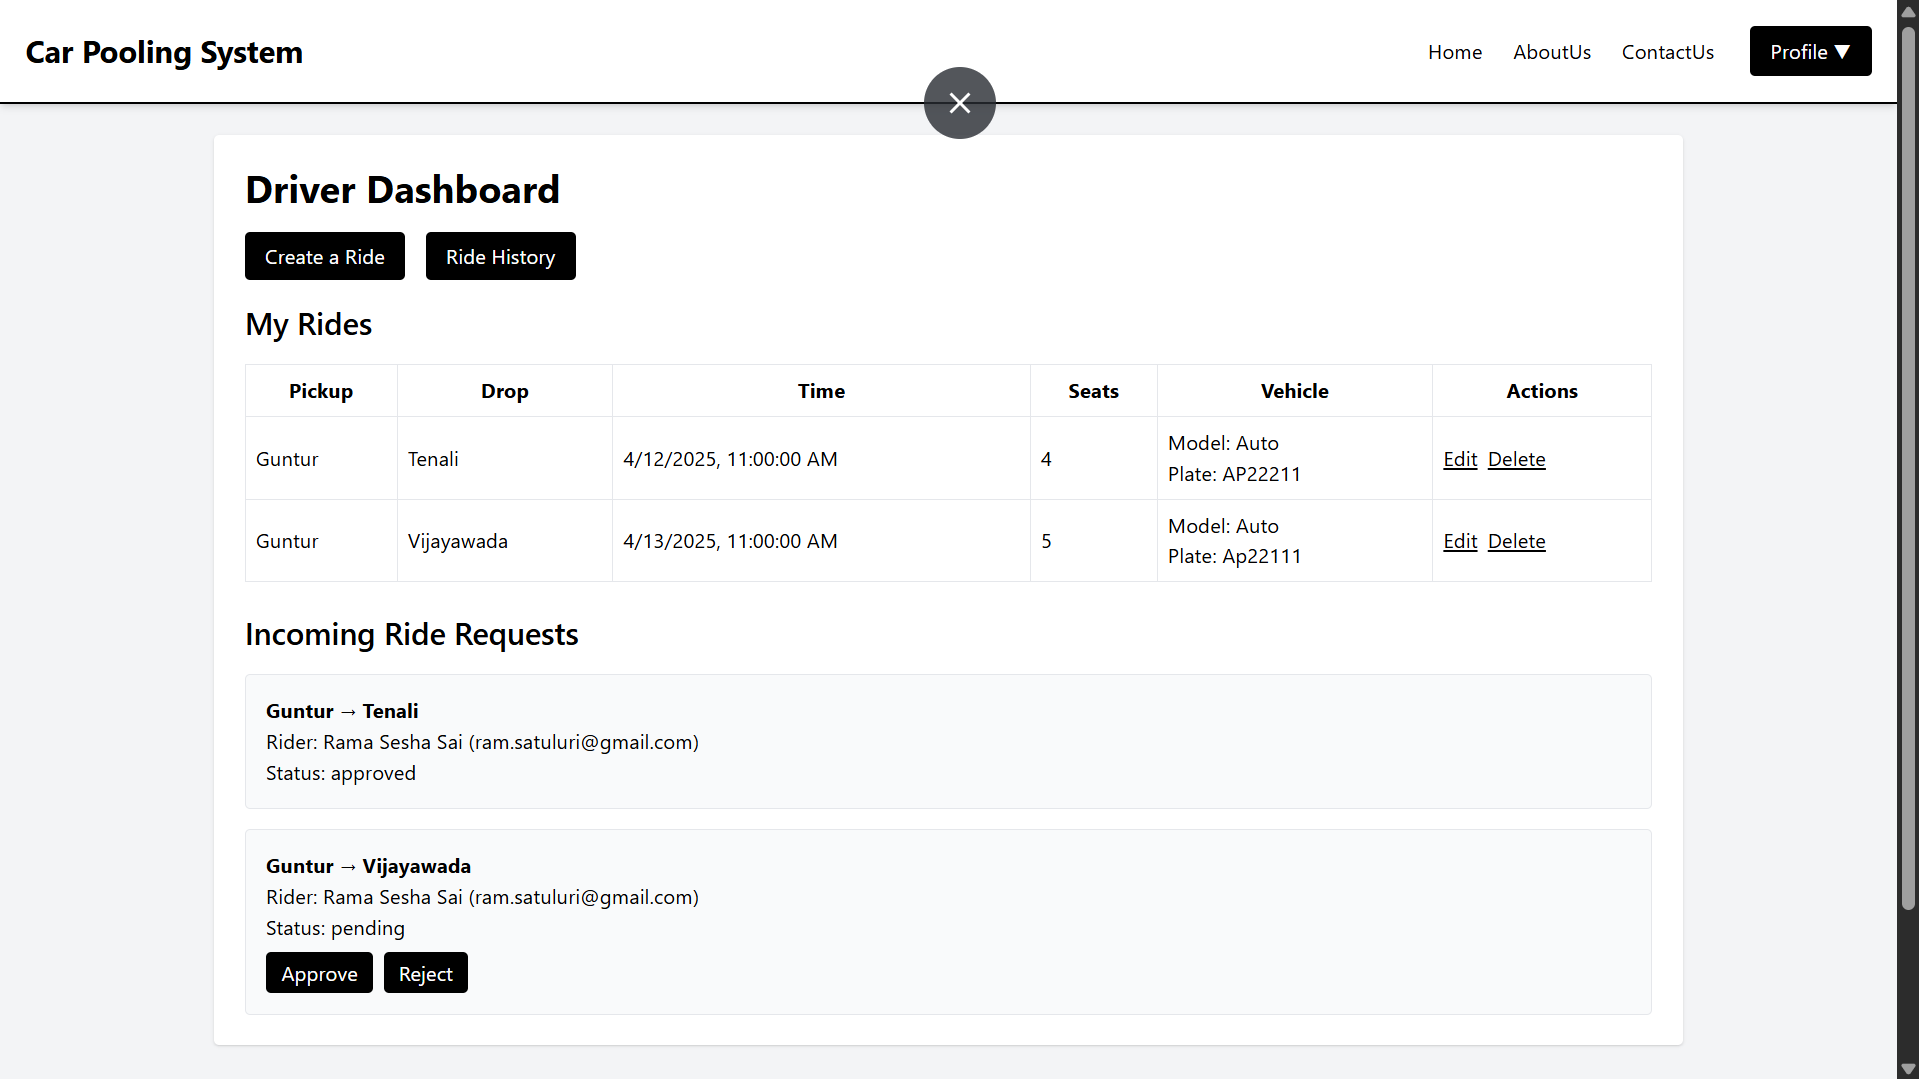 Car Pooling System
Home AboutUs ContactUs Profile ▼
Driver Dashboard
Create a Ride Ride History
My Rides
Pickup Drop Time Seats Vehicle Actions
Guntur Tenali 4/12/2025, 11:00:00 AM 4 Model: Auto Plate: AP22211 Edit Delete
Guntur Vijayawada 4/13/2025, 11:00:00 AM 5 Model: Auto Plate: Ap22111 Edit Delete
Incoming Ride Requests
Guntur → Tenali
Rider: Rama Sesha Sai (ram.satuluri@gmail.com)
Status: approved
Guntur → Vijayawada
Rider: Rama Sesha Sai (ram.satuluri@gmail.com)
Status: pending
Approve Reject